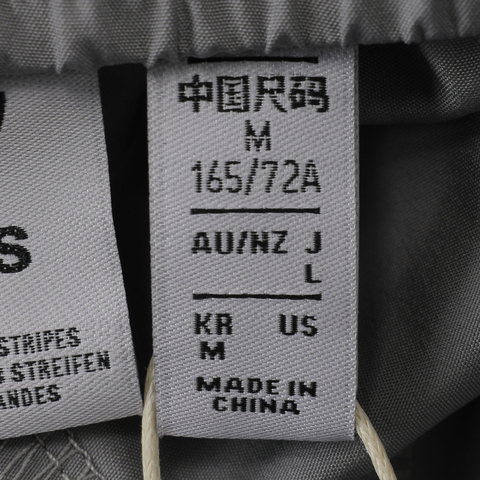 中国尺码
M
165/72A
AU/NZ J
L
KR US
M
MADE IN
CHINA
S
STRIPES
STREIFEN
ANDES